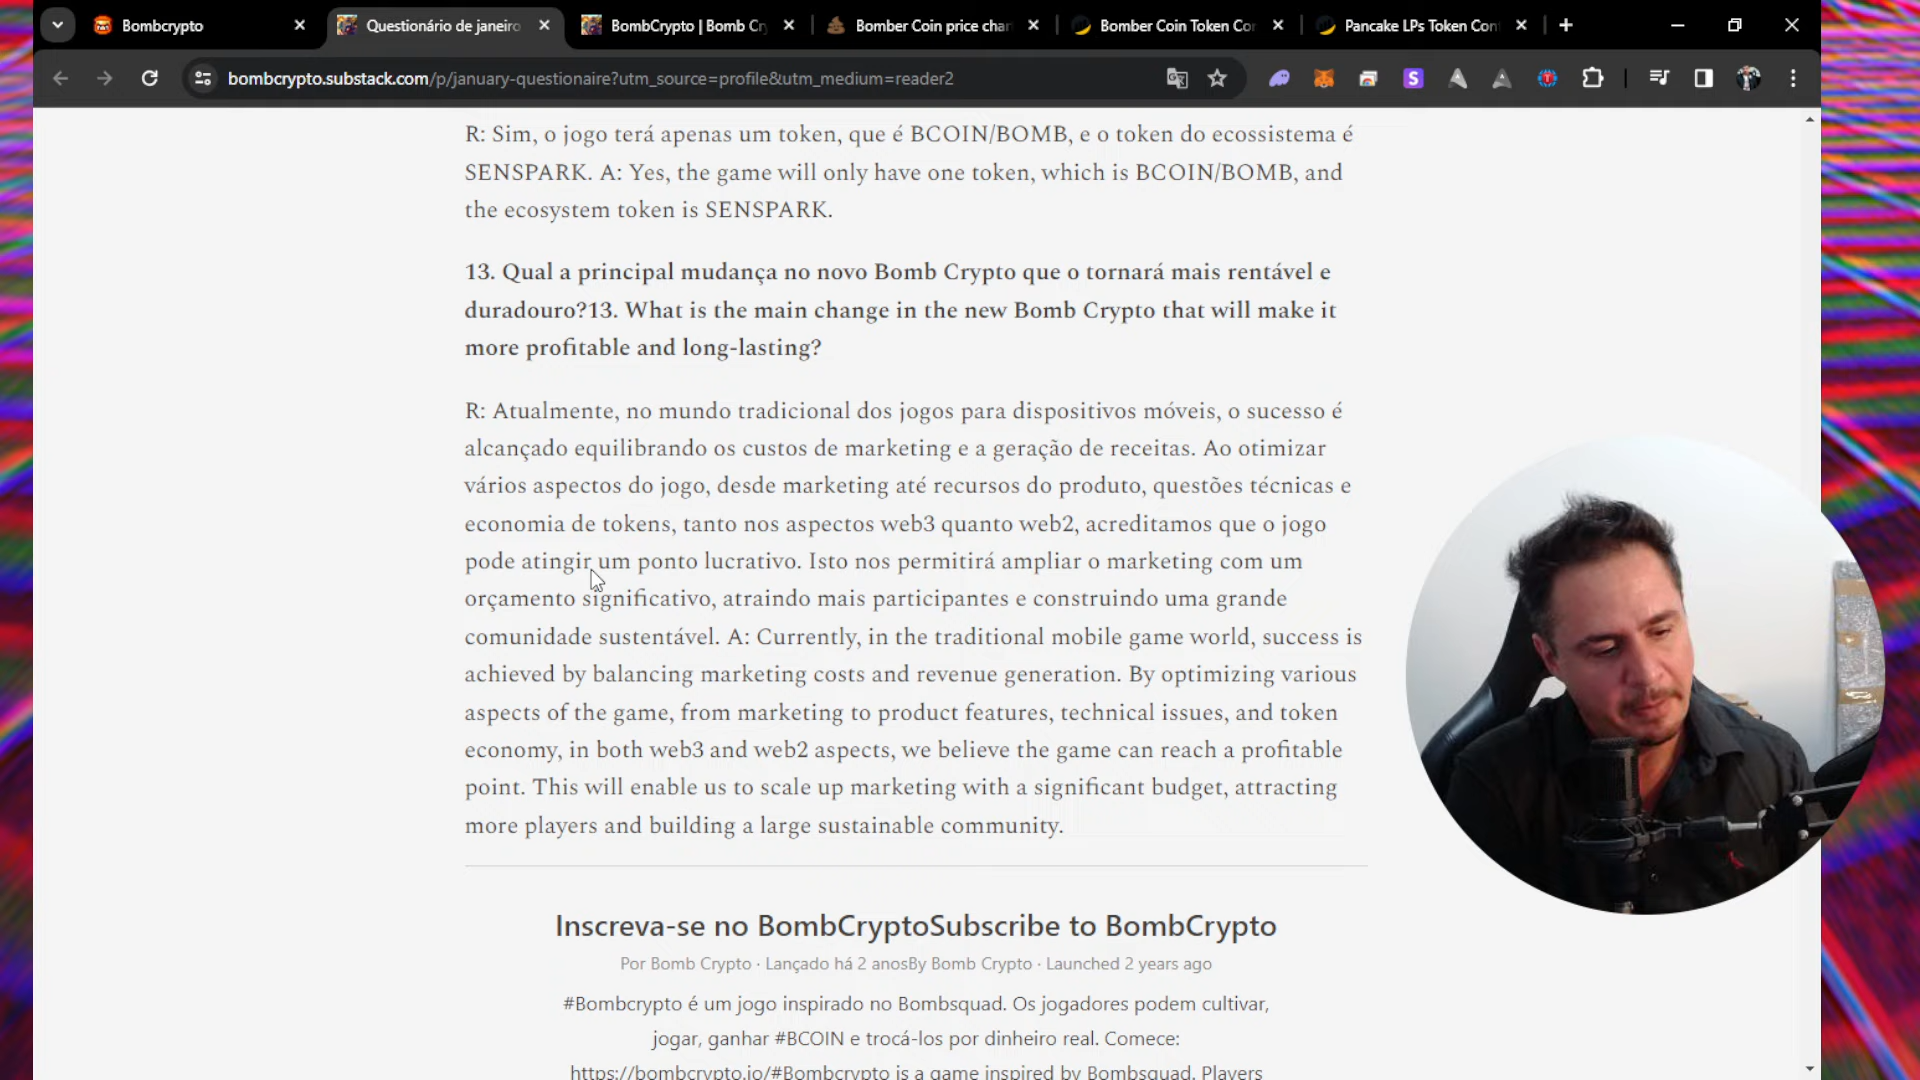 Bombcrypto
Questionário de janeiro
BombCrypto | Bomb Cr
Bomber Coin price char
Bomber Coin Token Co
Pancake LPs Token Cont
bombcrypto.substack.com/p/january-questionaire?utm_source=profile&utm_medium=reader2
R: Sim, o jogo terá apenas um token, que é BCOIN/BOMB, e o token do ecossistema é
SENSPARK. A: Yes, the game will only have one token, which is BCOIN/BOMB, and
the ecosystem token is SENSPARK.
13. Qual a principal mudança no novo Bomb Crypto que o tornará mais rentável e
duradouro?13. What is the main change in the new Bomb Crypto that will make it
more profitable and long-lasting?
R: Atualmente, no mundo tradicional dos jogos para dispositivos móveis, o sucesso é
alcançado equilibrando os custos de marketing e a geração de receitas. Ao otimizar
vários aspectos do jogo, desde marketing até recursos do produto, questões técnicas e
economia de tokens, tanto nos aspectos web3 quanto web2, acreditamos que o jogo
pode atingir um ponto lucrativo. Isto nos permitirá ampliar o marketing com um
orçamento significativo, atraindo mais participantes e construindo uma grande
comunidade sustentável. A: Currently, in the traditional mobile game world, success is
achieved by balancing marketing costs and revenue generation. By optimizing various
aspects of the game, from marketing to product features, technical issues, and token
economy, in both web3 and web2 aspects, we believe the game can reach a profitable
point. This will enable us to scale up marketing with a significant budget, attracting
more players and building a large sustainable community.
Inscreva-se no BombCryptoSubscribe to BombCrypto
Por Bomb Crypto · Lançado há 2 anosBy Bomb Crypto · Launched 2 years ago
#Bombcrypto é um jogo inspirado no Bombsquad. Os jogadores podem cultivar,
jogar, ganhar #BCOIN e trocá-los por dinheiro real. Comece:
https://bombcrypto.io/#Bombcrypto is a game inspired by Bombsquad. Players